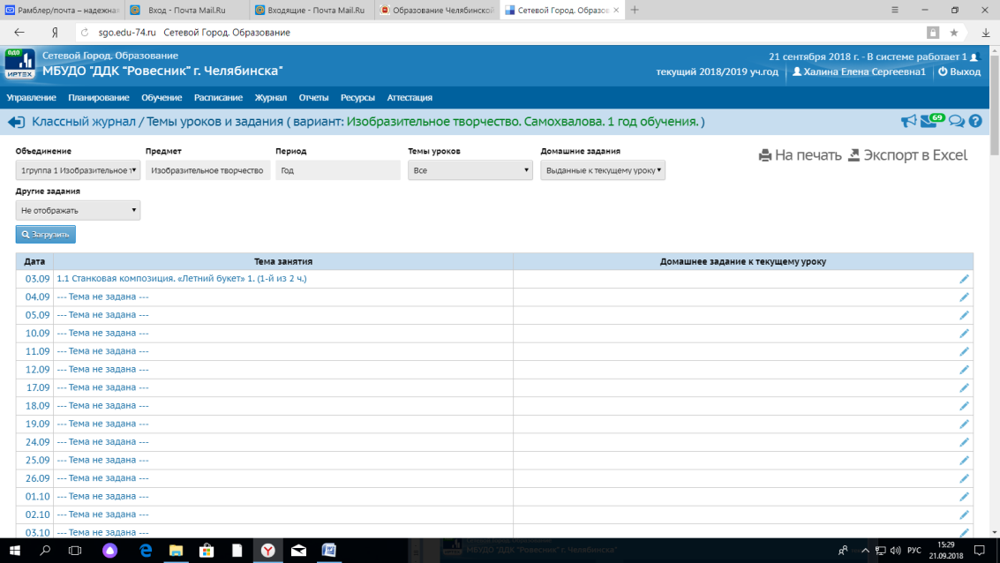 Рамблер/почта – надежная
Вход - Почта Mail.Ru
Входящие - Почта Mail.Ru
Образование Челябинской
Сетевой Город. Образов
sgo.edu-74.ru Сетевой Город. Образование
ОДО
ИРТЕХ
Сетевой Город. Образование
МБУДО "ДДК "Ровесник" г. Челябинска"
21 сентября 2018 г. - В системе работает 1
текущий 2018/2019 уч.год
Халина Елена Сергеевна1
Выход
Управление Планирование Обучение Расписание Журнал Отчеты Ресурсы Аттестация
Классный журнал / Темы уроков и задания ( вариант: Изобразительное творчество. Самохвалова. 1 год обучения. )
69
Объединение Предмет Период Темы уроков Домашние задания
1группа 1 Изобразительное т Изобразительное творчество Год Все Выданные к текущему уроку
На печать Экспорт в Excel
Другие задания
Не отображать
Загрузить
Дата Тема занятия Домашнее задание к текущему уроку
03.09 1.1 Станковая композиция. «Летний букет» 1. (1-й из 2 ч.)
04.09 --- Тема не задана ---
05.09 --- Тема не задана ---
10.09 --- Тема не задана ---
11.09 --- Тема не задана ---
12.09 --- Тема не задана ---
17.09 --- Тема не задана ---
18.09 --- Тема не задана ---
19.09 --- Тема не задана ---
24.09 --- Тема не задана ---
25.09 --- Тема не задана ---
26.09 --- Тема не задана ---
01.10 --- Тема не задана ---
02.10 --- Тема не задана ---
03.10 --- Тема не задана ---
МБУДО "ДДК "Ровесник" г. Челябинска"
РУС
15:29
21.09.2018